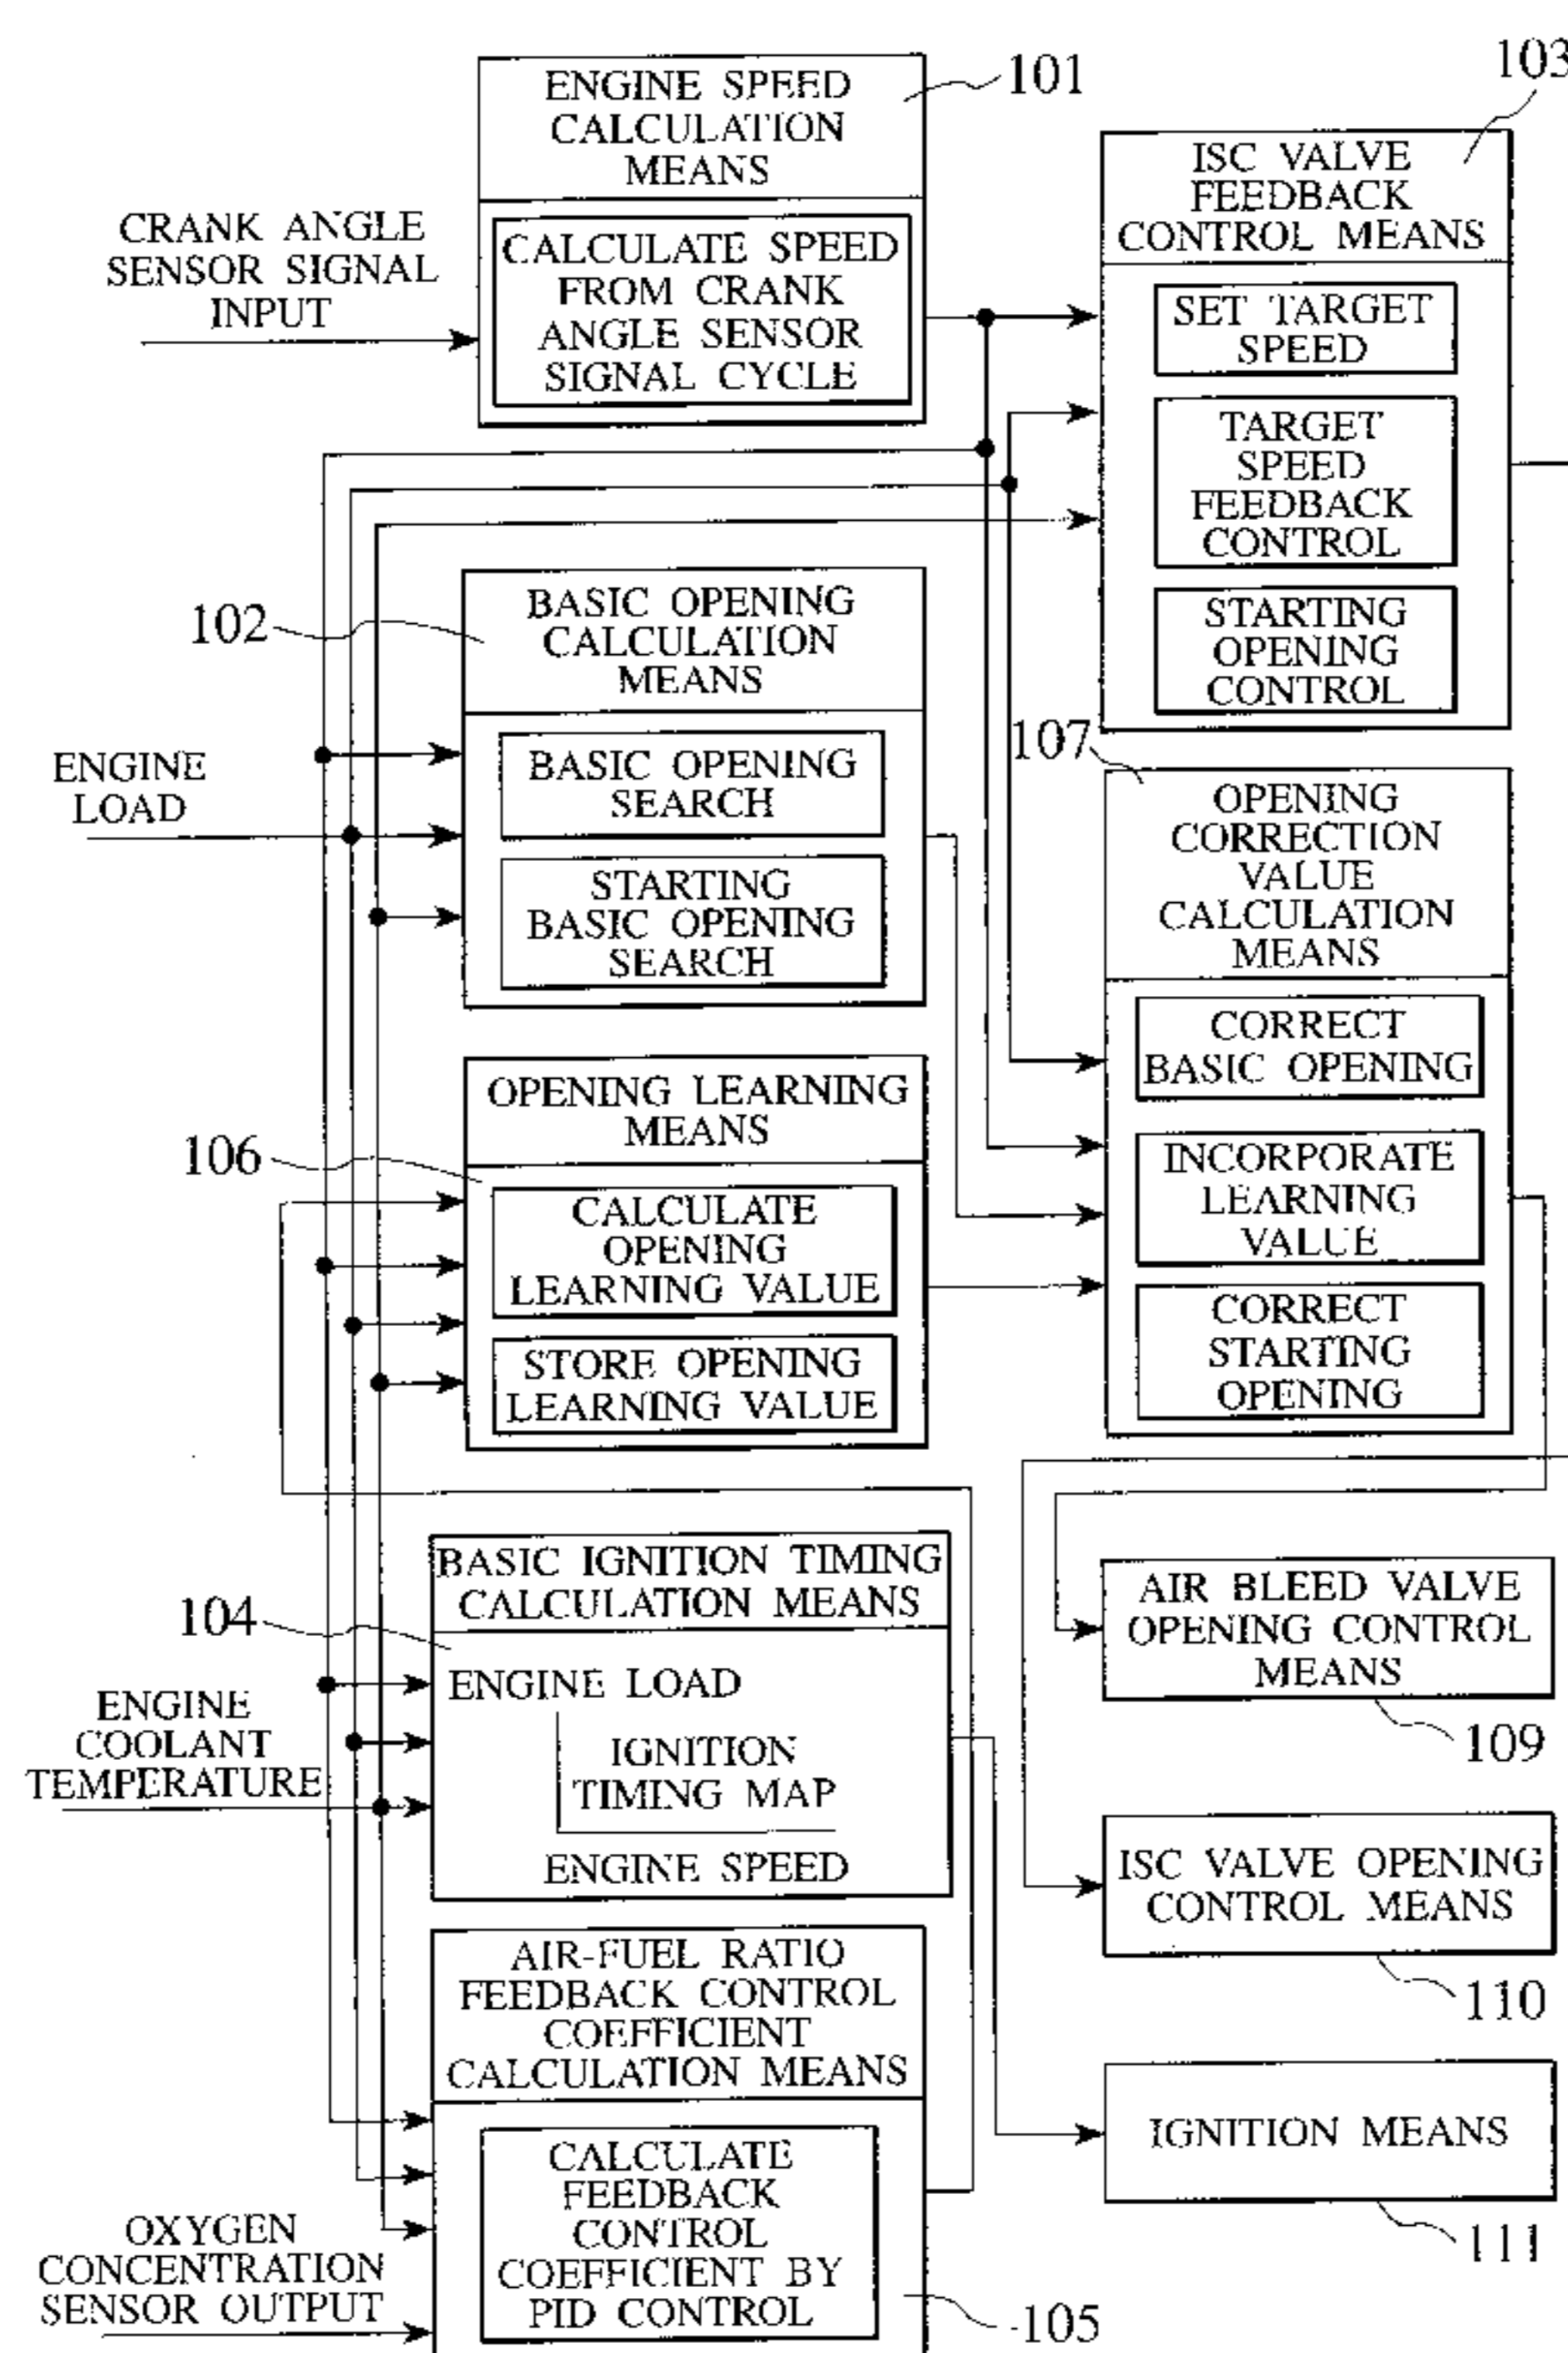 101
ENGINE SPEED
CALCULATION
MEANS
CRANK ANGLE
SENSOR SIGNAL
INPUT
CALCULATE SPEED
FROM CRANK
ANGLE SENSOR
SIGNAL CYCLE
103
ISC VALVE
FEEDBACK
CONTROL MEANS
SET TARGET
SPEED
TARGET
SPEED
FEEDBACK
CONTROL
STARTING
OPENING
CONTROL
102
BASIC OPENING
CALCULATION
MEANS
ENGINE
LOAD
BASIC OPENING
SEARCH
STARTING
BASIC OPENING
SEARCH
107
OPENING
CORRECTION
VALUE
CALCULATION
MEANS
CORRECT
BASIC OPENING
INCORPORATE
LEARNING
VALUE
CORRECT
STARTING
OPENING
106
OPENING LEARNING
MEANS
CALCULATE
OPENING
LEARNING VALUE
STORE OPENING
LEARNING VALUE
104
BASIC IGNITION TIMING
CALCULATION MEANS
ENGINE LOAD
IGNITION
TIMING MAP
ENGINE SPEED
ENGINE
COOLANT
TEMPERATURE
AIR BLEED VALVE
OPENING CONTROL
MEANS
109
ISC VALVE OPENING
CONTROL MEANS
110
IGNITION MEANS
111
AIR-FUEL RATIO
FEEDBACK CONTROL
COEFFICIENT
CALCULATION MEANS
CALCULATE
FEEDBACK
CONTROL
COEFFICIENT BY
PID CONTROL
105
OXYGEN
CONCENTRATION
SENSOR OUTPUT